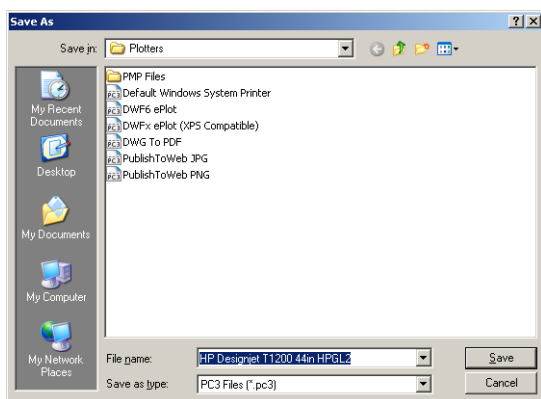 Save As
Save in:
Plotters
PMP Files
Default Windows System Printer
DWF6 ePlot
DWFx ePlot (XPS Compatible)
DWG To PDF
PublishToWeb JPG
PublishToWeb PNG
My Recent
Documents
Desktop
My Documents
My Computer
My Network
Places
File name:
HP Designjet T1200 44in HPGL2
Save
Save as type:
PC3 Files (*.pc3)
Cancel